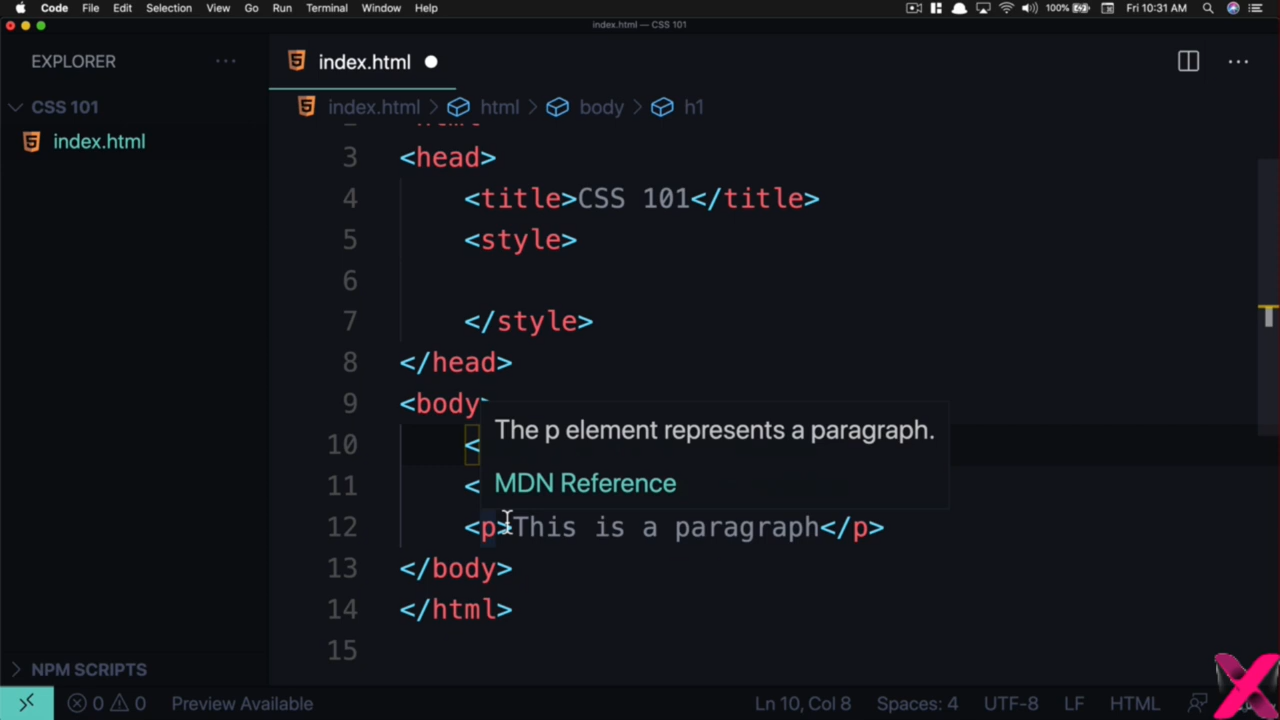 Code File Edit Selection View Go Run Terminal Window Help 100% Fri 10:31 AM
index.html — CSS 101
EXPLORER
index.html
CSS 101
index.html > html > body > h1
index.html
3 <head>
4 <title>CSS 101</title>
5 <style>
6
7 </style>
8 </head>
9 <body>
The p element represents a paragraph.
10 <
MDN Reference
11 <
12 <p>This is a paragraph</p>
13 </body>
14 </html>
15
NPM SCRIPTS
0 0 Preview Available Ln 10, Col 8 Spaces: 4 UTF-8 LF HTML